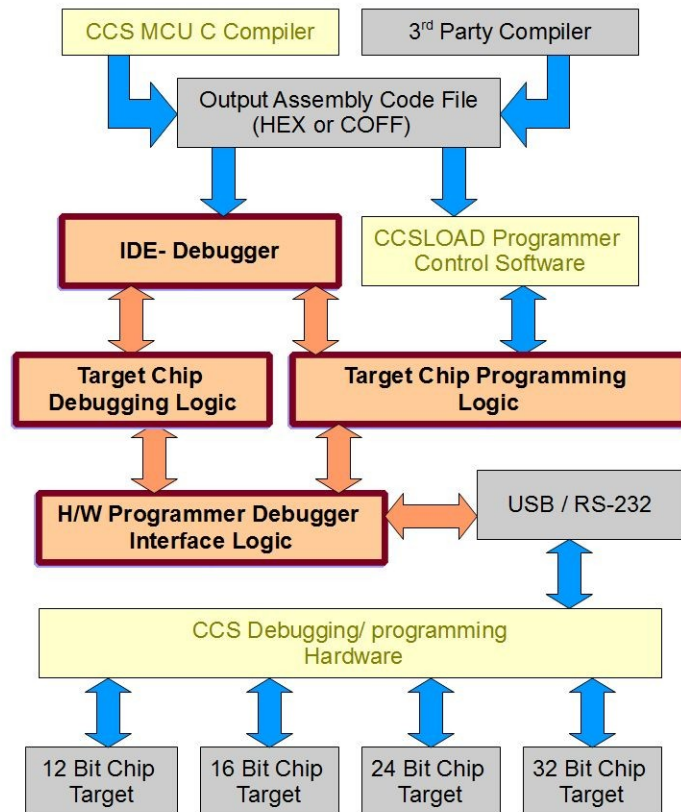 CCS MCU C Compiler
3rd Party Compiler
Output Assembly Code File
(HEX or COFF)
IDE- Debugger
CCSLOAD Programmer
Control Software
Target Chip
Debugging Logic
Target Chip Programming
Logic
H/W Programmer Debugger
Interface Logic
USB / RS-232
CCS Debugging/ programming
Hardware
12 Bit Chip
Target
16 Bit Chip
Target
24 Bit Chip
Target
32 Bit Chip
Target